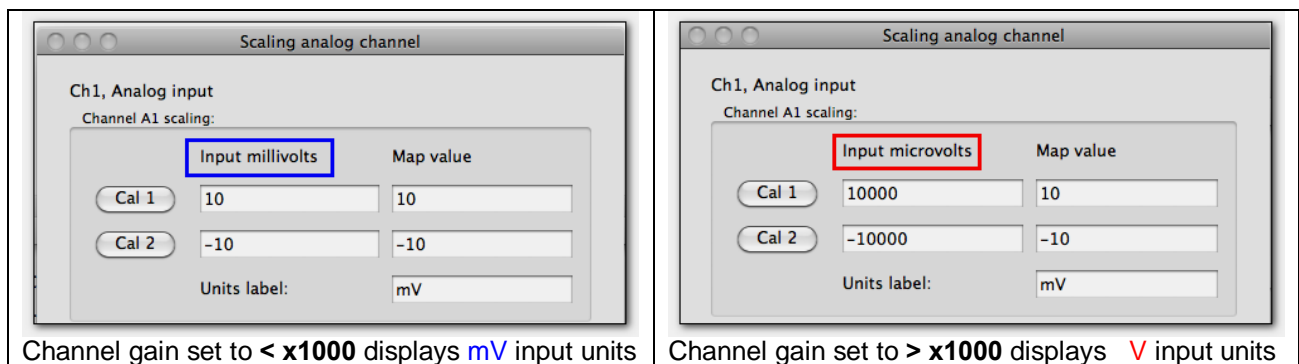 Scaling analog channel
Ch1, Analog input
Channel A1 scaling:
Input millivolts Map value
Cal 1 10 10
Cal 2 -10 -10
Units label: mV
Channel gain set to < x1000 displays mV input units
Scaling analog channel
Ch1, Analog input
Channel A1 scaling:
Input microvolts Map value
Cal 1 10000 10
Cal 2 -10000 -10
Units label: mV
Channel gain set to > x1000 displays V input units